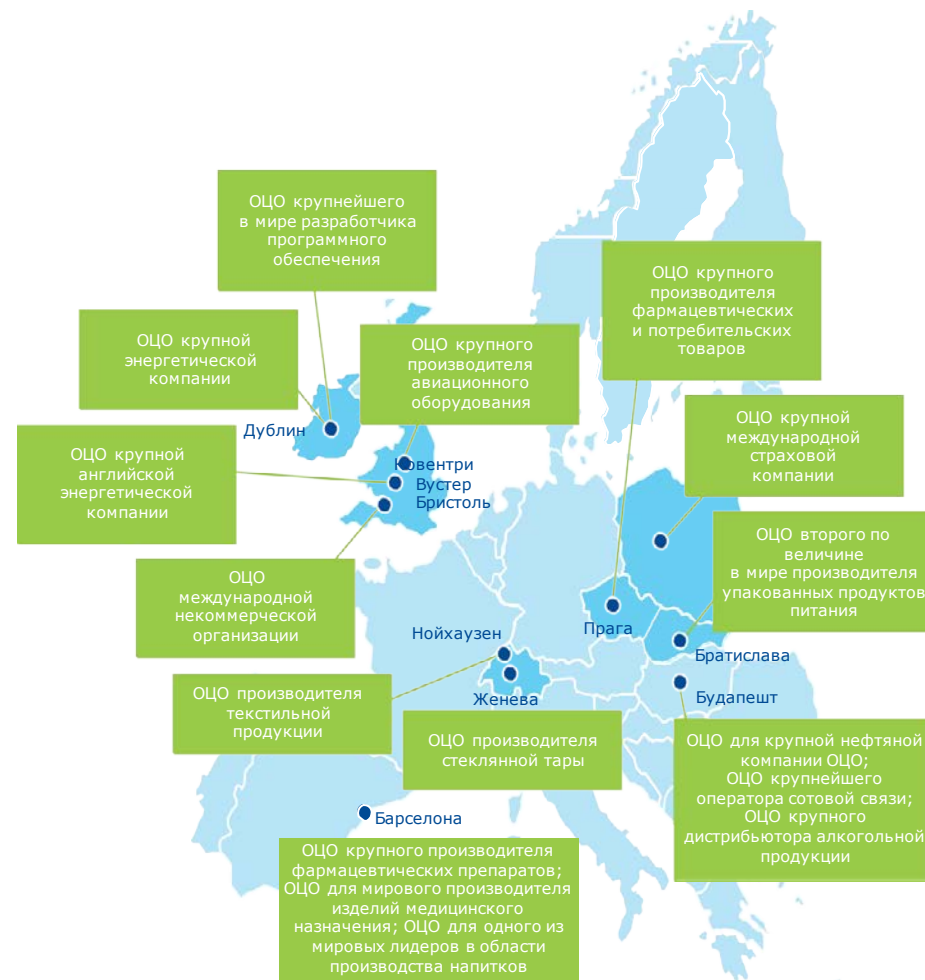 ОЦО крупнейшего
в мире разработчика
программного
обеспечения
ОЦО крупного
производителя
фармацевтических
и потребительских
товаров
ОЦО крупной
энергетической
компании
ОЦО крупного
производителя
авиационного
оборудования
ОЦО крупной
международной
страховой
компании
Дублин
ОЦО крупной
английской
энергетической
компании
Ковентри
Вустер
Бристоль
ОЦО второго по
величине
в мире производителя
упакованных продуктов
питания
ОЦО
международной
некоммерческой
организации
Нойхаузен
Прага
Братислава
ОЦО производителя
текстильной
продукции
Женева
Будапешт
ОЦО производителя
стеклянной тары
ОЦО для крупной нефтяной
компании ОЦО;
ОЦО крупнейшего
оператора сотовой связи;
ОЦО крупного
дистрибьютора алкогольной
продукции
Барселона
ОЦО крупного производителя
фармацевтических препаратов;
ОЦО для мирового производителя
изделий медицинского
назначения; ОЦО для одного из
мировых лидеров в области
производства напитков